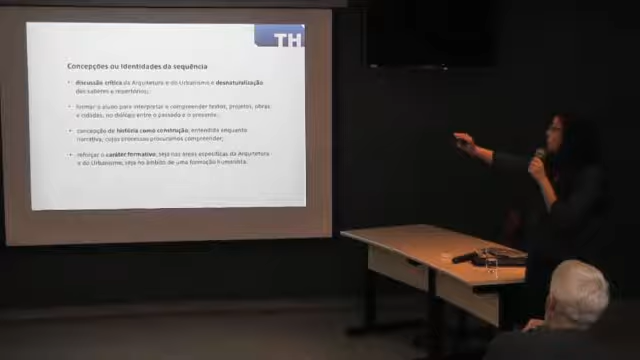 TH
Concepções ou identidades da sequência
• discussão crítica da Arquitetura e do Urbanismo e desnaturalização
dos saberes e repertórios;
• formar o aluno para interpretar e compreender textos, projetos, obras
e cidades, no diálogo entre o passado e o presente;
• concepção de história como construção, entendida enquanto
narrativa, cujos processos procuramos compreender;
• reforçar o caráter formativo, seja nas áreas específicas da Arquitetura
e do Urbanismo, seja no âmbito de uma formação humanista.